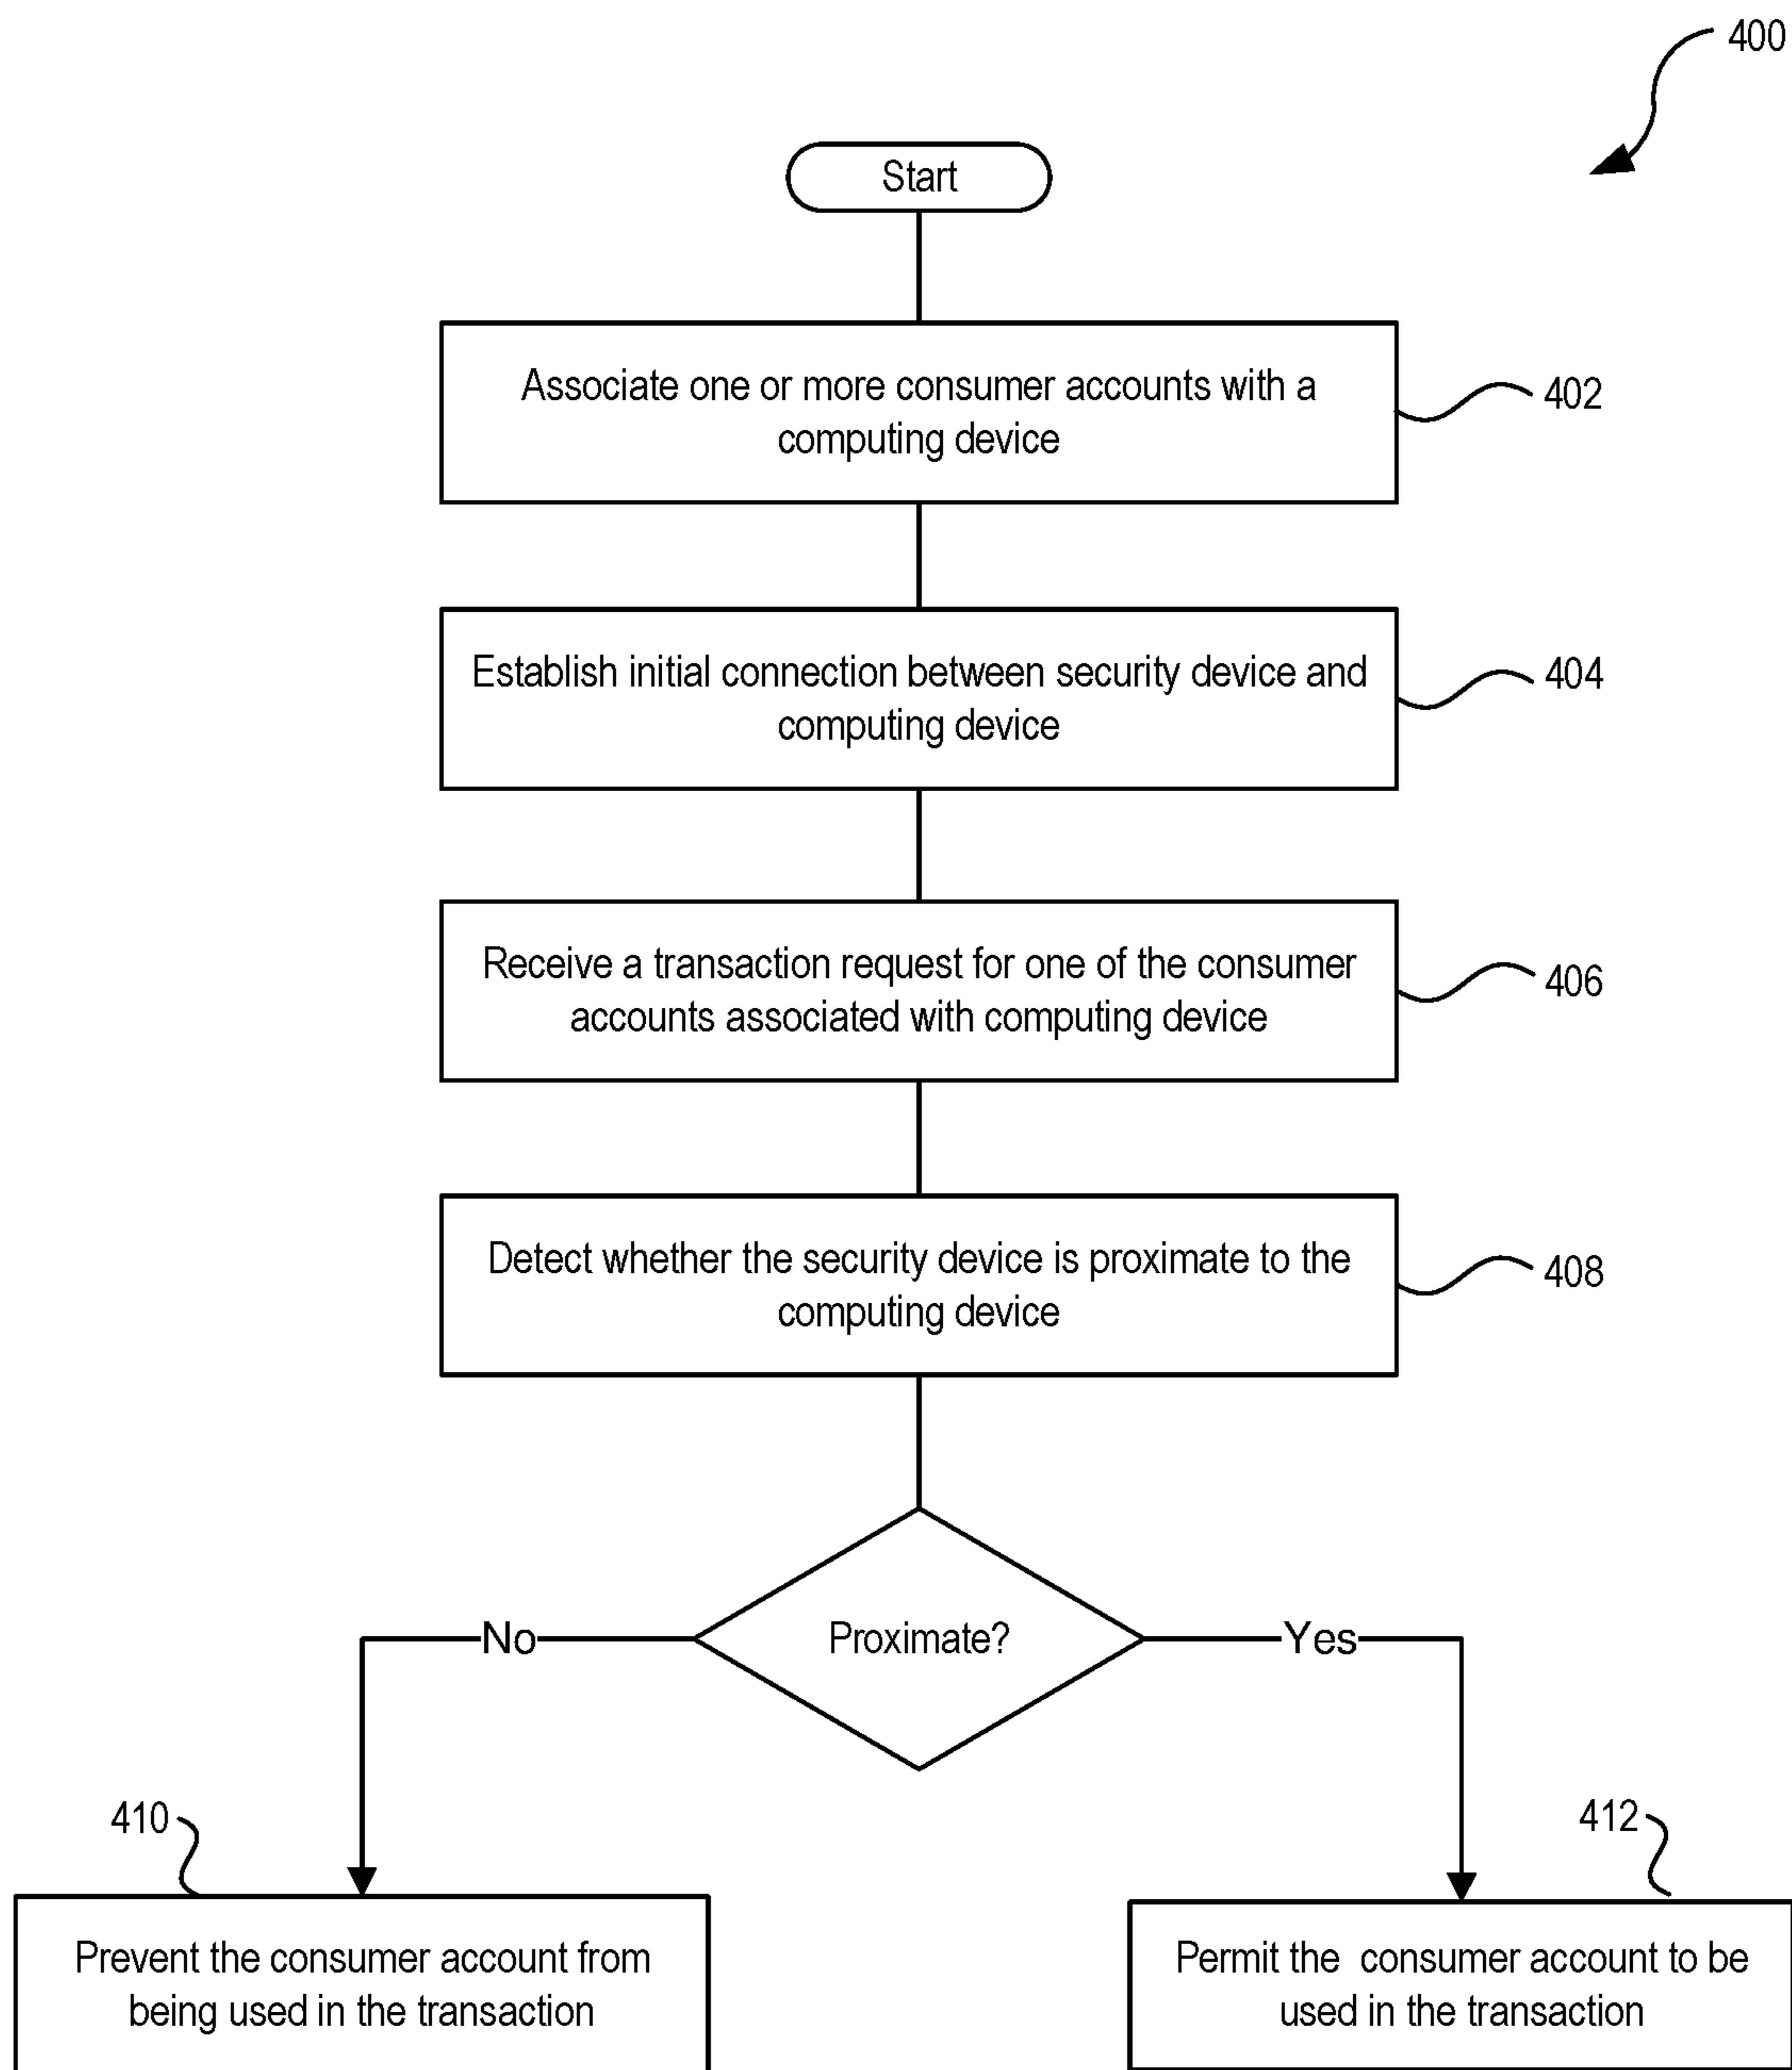 400
Start
Associate one or more consumer accounts with a
computing device
402
Establish initial connection between security device and
computing device
404
Receive a transaction request for one of the consumer
accounts associated with computing device
406
Detect whether the security device is proximate to the
computing device
408
No
Proximate?
Yes
410
412
Prevent the consumer account from
being used in the transaction
Permit the consumer account to be
used in the transaction